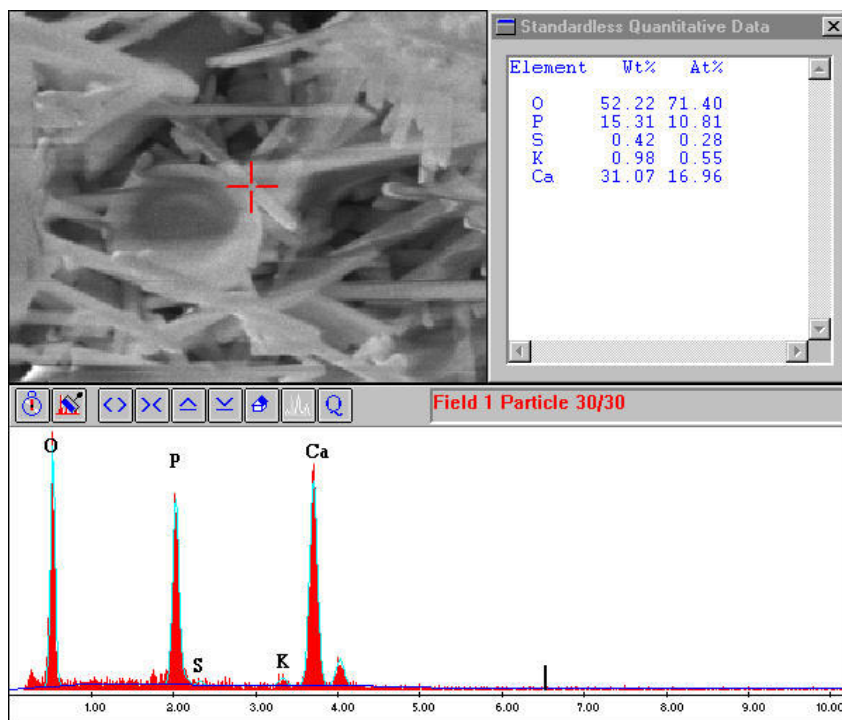 Standardless Quantitative Data
Element Wt% At%
O 52.22 71.40
P 15.31 10.81
S 0.42 0.28
K 0.98 0.55
Ca 31.07 16.96
Q
Field 1 Particle 30/30
O
P
Ca
S
K
1.00 2.00 3.00 4.00 5.00 6.00 7.00 8.00 9.00 10.00